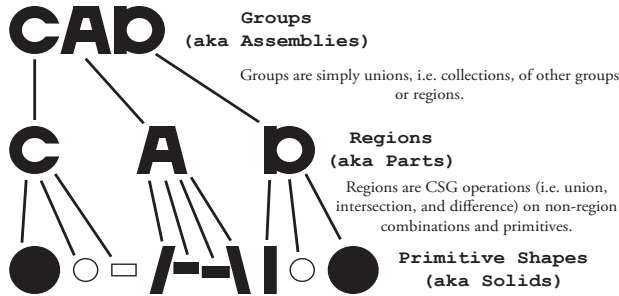 CAD
Groups
(aka Assemblies)
Groups are simply unions, i.e. collections, of other groups
or regions.
C A D
Regions
(aka Parts)
Regions are CSG operations (i.e. union,
intersection, and difference) on non-region
combinations and primitives.
Primitive Shapes
(aka Solids)